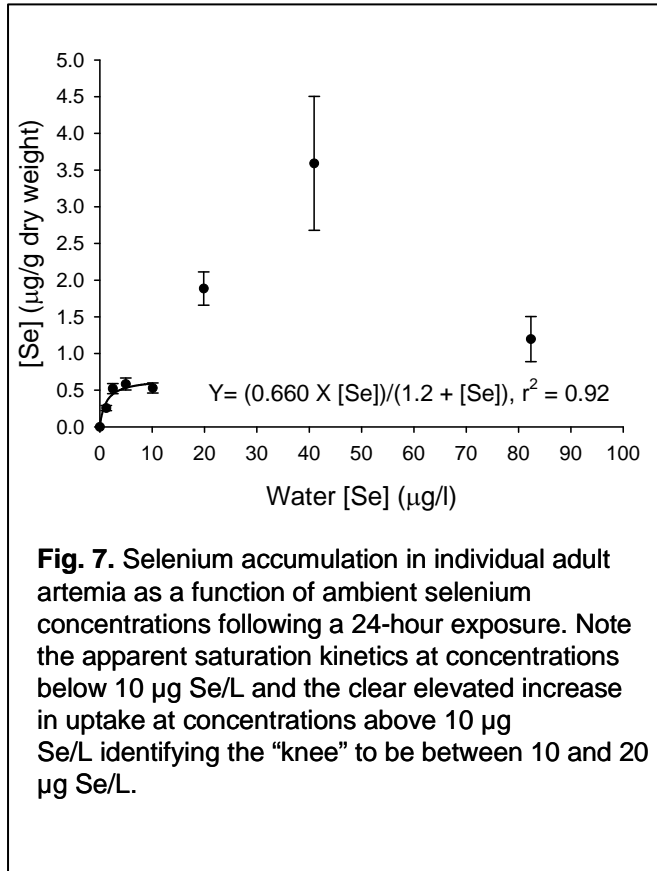 5.0
4.5
4.0
3.5
3.0
2.5
2.0
1.5
1.0
0.5
0.0
[Se] (μg/g dry weight)
Y= (0.660 X [Se])/(1.2 + [Se]), r² = 0.92
0 10 20 30 40 50 60 70 80 90 100
Water [Se] (μg/l)
Fig. 7. Selenium accumulation in individual adult
artemia as a function of ambient selenium
concentrations following a 24-hour exposure. Note
the apparent saturation kinetics at concentrations
below 10 µg Se/L and the clear elevated increase
in uptake at concentrations above 10 µg
Se/L identifying the “knee” to be between 10 and 20
µg Se/L.